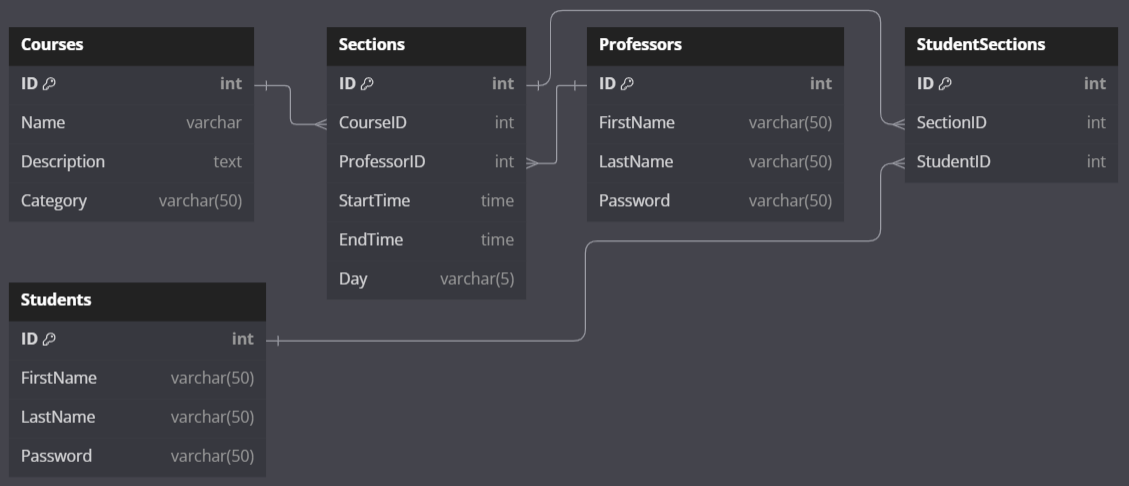 Courses
ID int
Name varchar
Description text
Category varchar(50)
Sections
ID int
CourseID int
ProfessorID int
StartTime time
EndTime time
Day varchar(5)
Professors
ID int
FirstName varchar(50)
LastName varchar(50)
Password varchar(50)
StudentSections
ID int
SectionID int
StudentID int
Students
ID int
FirstName varchar(50)
LastName varchar(50)
Password varchar(50)